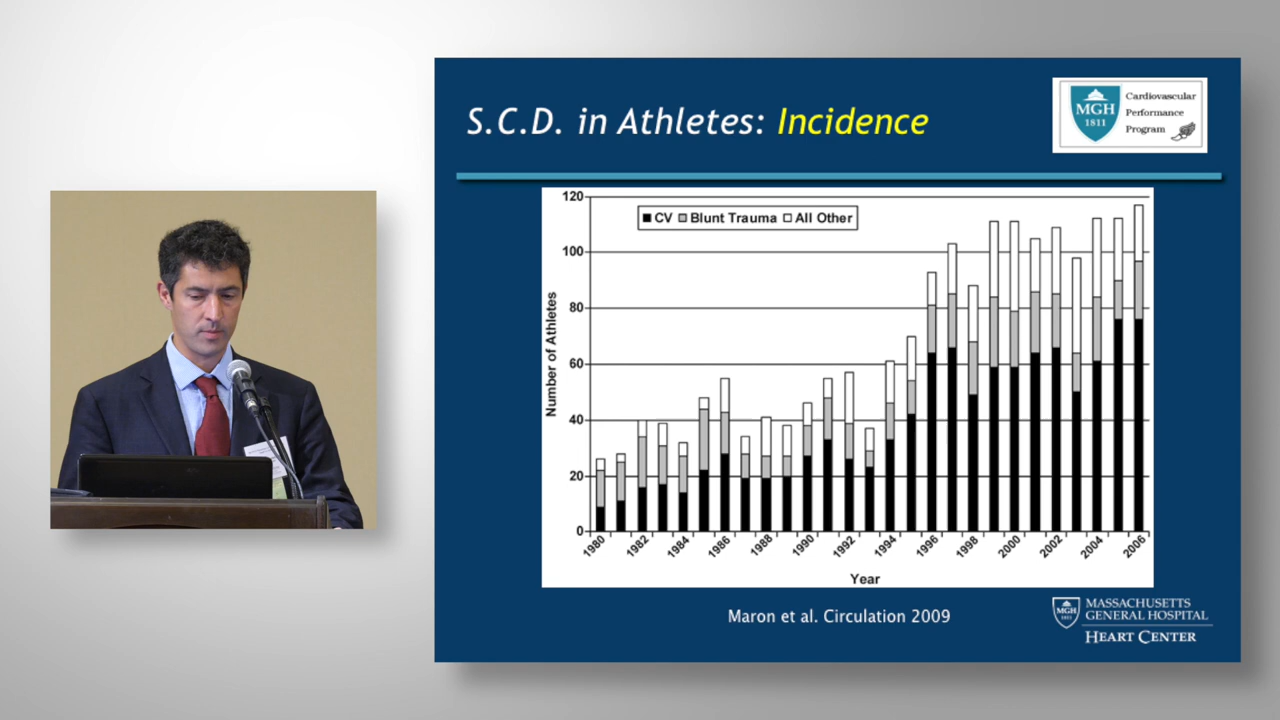 S.C.D. in Athletes: Incidence
MGH
1811
Cardiovascular
Performance
Program
120
100
80
60
40
20
0
CV Blunt Trauma All Other
Number of Athletes
1980 1982 1984 1986 1988 1990 1992 1994 1996 1998 2000 2002 2004 2006
Year
Maron et al. Circulation 2009
MGH
1811
MASSACHUSETTS
GENERAL HOSPITAL
HEART CENTER